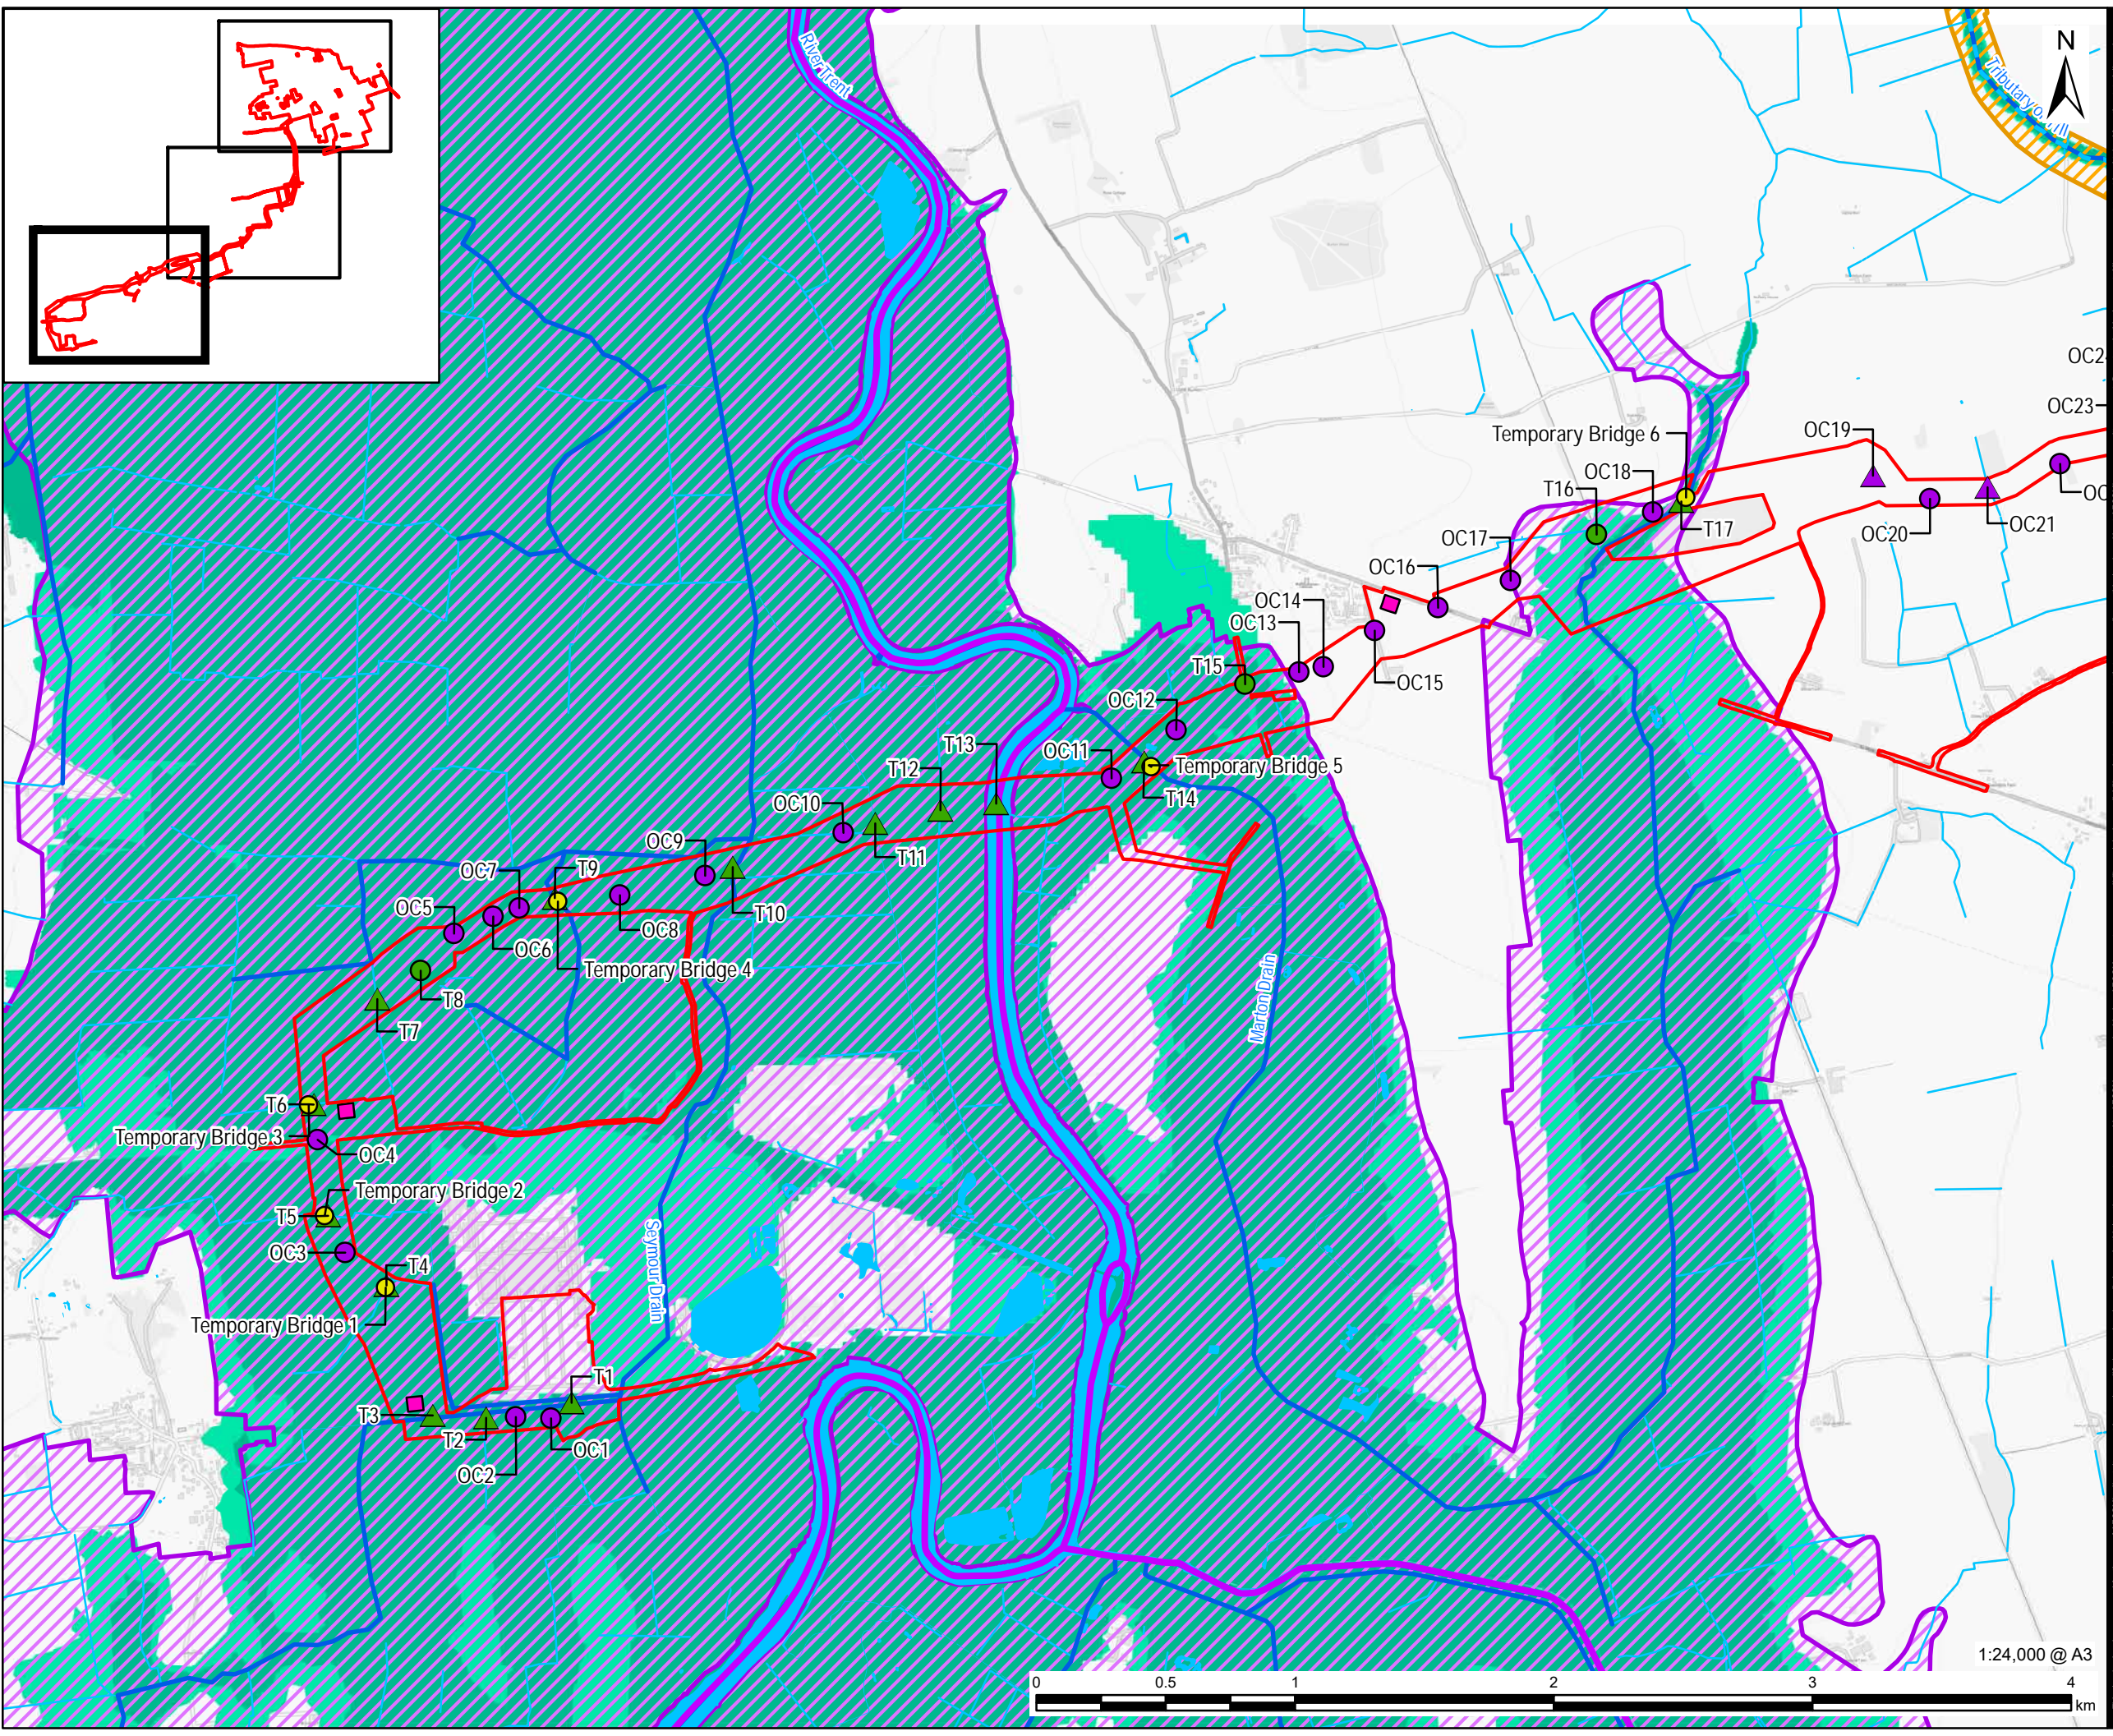 River Trent
N
Tributary of
OC23
OC19
Temporary Bridge 6
OC18
T16
T17
OC20
OC21
OC
OC17
OC16
OC14
OC13
OC15
T15
OC12
T13
OC11
Temporary Bridge 5
T14
T12
OC10
T11
OC9
T9
OC7
T10
OC5
OC8
OC6
Temporary Bridge 4
T8
T7
Marton Drain
T6
Temporary Bridge 3
OC4
Temporary Bridge 2
T5
OC3
T4
Seymour Drain
Temporary Bridge 1
T1
T3
T2
OC1
OC2
1:24,000 @ A3
0 0.5 1 2 3 4
km